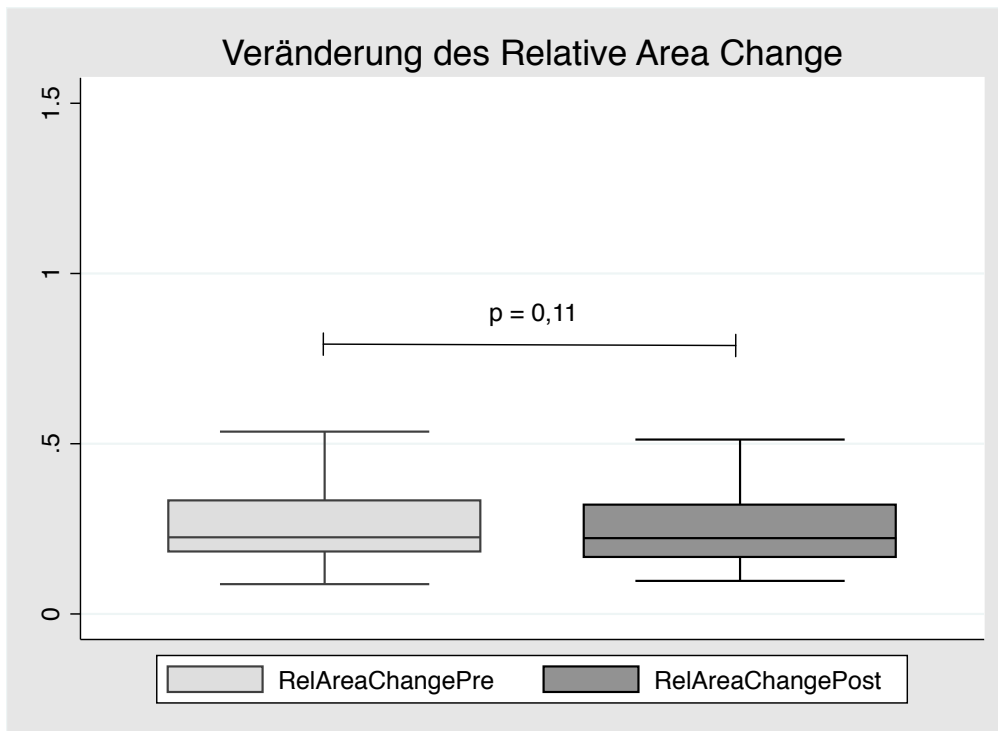 Veränderung des Relative Area Change
1.5
1
p = 0,11
.5
0
RelAreaChangePre RelAreaChangePost